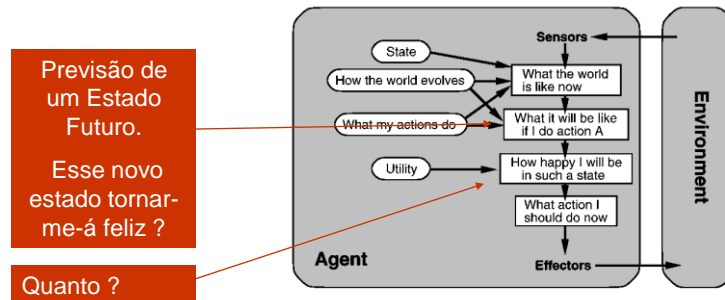 Previsão de
um Estado
Futuro.
Esse novo
estado tornar-
me-á feliz ?
Quanto ?
Sensors
State
How the world evolves
What the world
is like now
What my actions do
What it will be like
if I do action A
Utility
How happy I will be
in such a state
What action I
should do now
Agent
Effectors
Environment